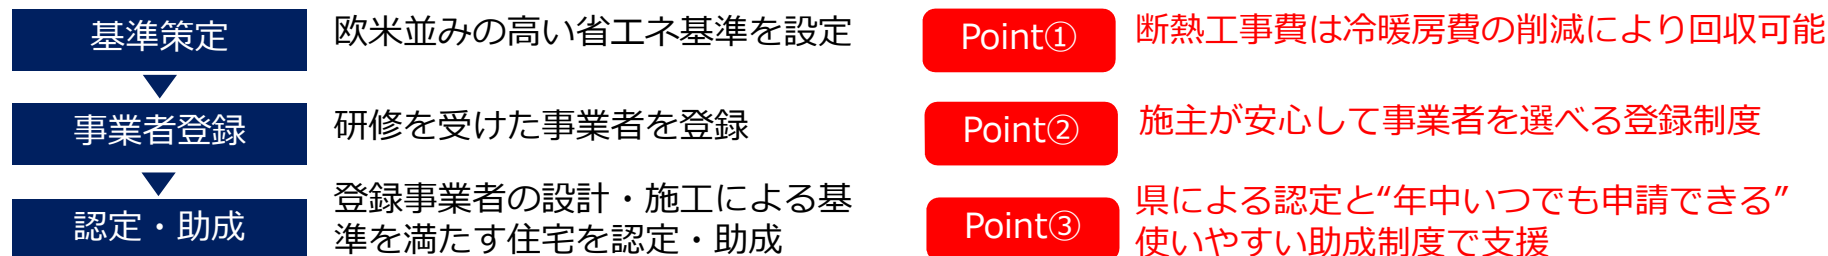 基準策定
欧米並みの高い省エネ基準を設定
Point①
断熱工事費は冷暖房費の削減により回収可能
事業者登録
研修を受けた事業者を登録
Point②
施主が安心して事業者を選べる登録制度
認定・助成
登録事業者の設計・施工による基
準を満たす住宅を認定・助成
Point③
県による認定と“年中いつでも申請できる”
使いやすい助成制度で支援